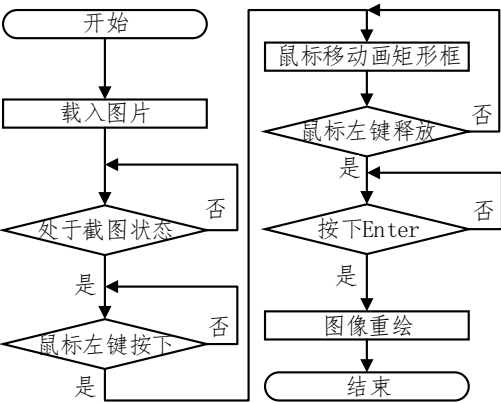 开始
载入图片
处于截图状态
否
是
鼠标左键按下
否
是
鼠标移动画矩形框
鼠标左键释放
否
是
按下Enter
否
是
图像重绘
结束